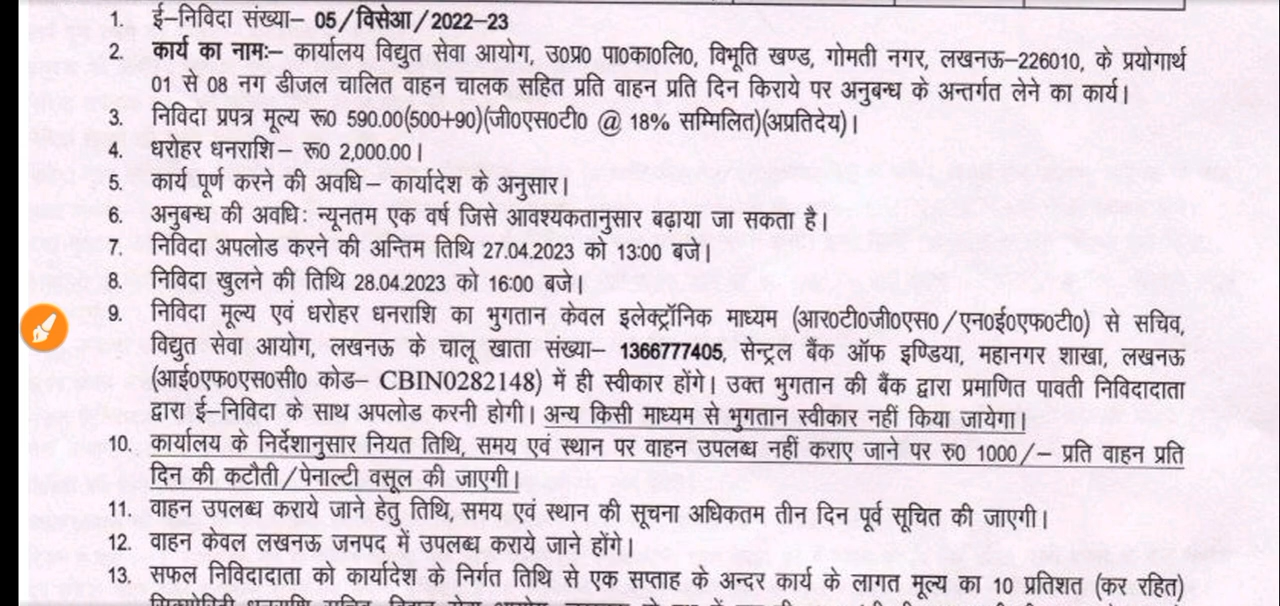 1. ई–निविदा संख्या– 05/विसेआ/2022–23
2. कार्य का नामः– कार्यालय विद्युत सेवा आयोग, उ0प्र0 पा0का0लि0, विभूति खण्ड, गोमती नगर, लखनऊ–226010, के प्रयोगार्थ
01 से 08 नग डीजल चालित वाहन चालक सहित प्रति वाहन प्रति दिन किराये पर अनुबन्ध के अन्तर्गत लेने का कार्य।
3. निविदा प्रपत्र मूल्य रू0 590.00(500+90)(जी0एस0टी0 @ 18% सम्मिलित)(अप्रतिदेय)।
4. धरोहर धनराशि – रू0 2,000.00।
5. कार्य पूर्ण करने की अवधि – कार्यादेश के अनुसार।
6. अनुबन्ध की अवधि: न्यूनतम एक वर्ष जिसे आवश्यकतानुसार बढ़ाया जा सकता है।
7. निविदा अपलोड करने की अन्तिम तिथि 27.04.2023 को 13:00 बजे।
8. निविदा खुलने की तिथि 28.04.2023 को 16:00 बजे।
9. निविदा मूल्य एवं धरोहर धनराशि का भुगतान केवल इलेक्ट्रॉनिक माध्यम (आर0टी0जी0एस0/एन0ई0एफ0टी0) से सचिव,
विद्युत सेवा आयोग, लखनऊ के चालू खाता संख्या– 1366777405, सेन्ट्रल बैंक ऑफ इण्डिया, महानगर शाखा, लखनऊ
(आई0एफ0एस0सी0 कोड– CBIN0282148) में ही स्वीकार होंगे। उक्त भुगतान की बैंक द्वारा प्रमाणित पावती निविदादाता
द्वारा ई–निविदा के साथ अपलोड करनी होगी। अन्य किसी माध्यम से भुगतान स्वीकार नहीं किया जायेगा।
10. कार्यालय के निर्देशानुसार नियत तिथि, समय एवं स्थान पर वाहन उपलब्ध नहीं कराए जाने पर रु0 1000/– प्रति वाहन प्रति
दिन की कटौती/पेनाल्टी वसूल की जाएगी।
11. वाहन उपलब्ध कराये जाने हेतु तिथि, समय एवं स्थान की सूचना अधिकतम तीन दिन पूर्व सूचित की जाएगी।
12. वाहन केवल लखनऊ जनपद में उपलब्ध कराये जाने होंगे।
13. सफल निविदादाता को कार्यादेश के निर्गत तिथि से एक सप्ताह के अन्दर कार्य के लागत मूल्य का 10 प्रतिशत (कर रहित)